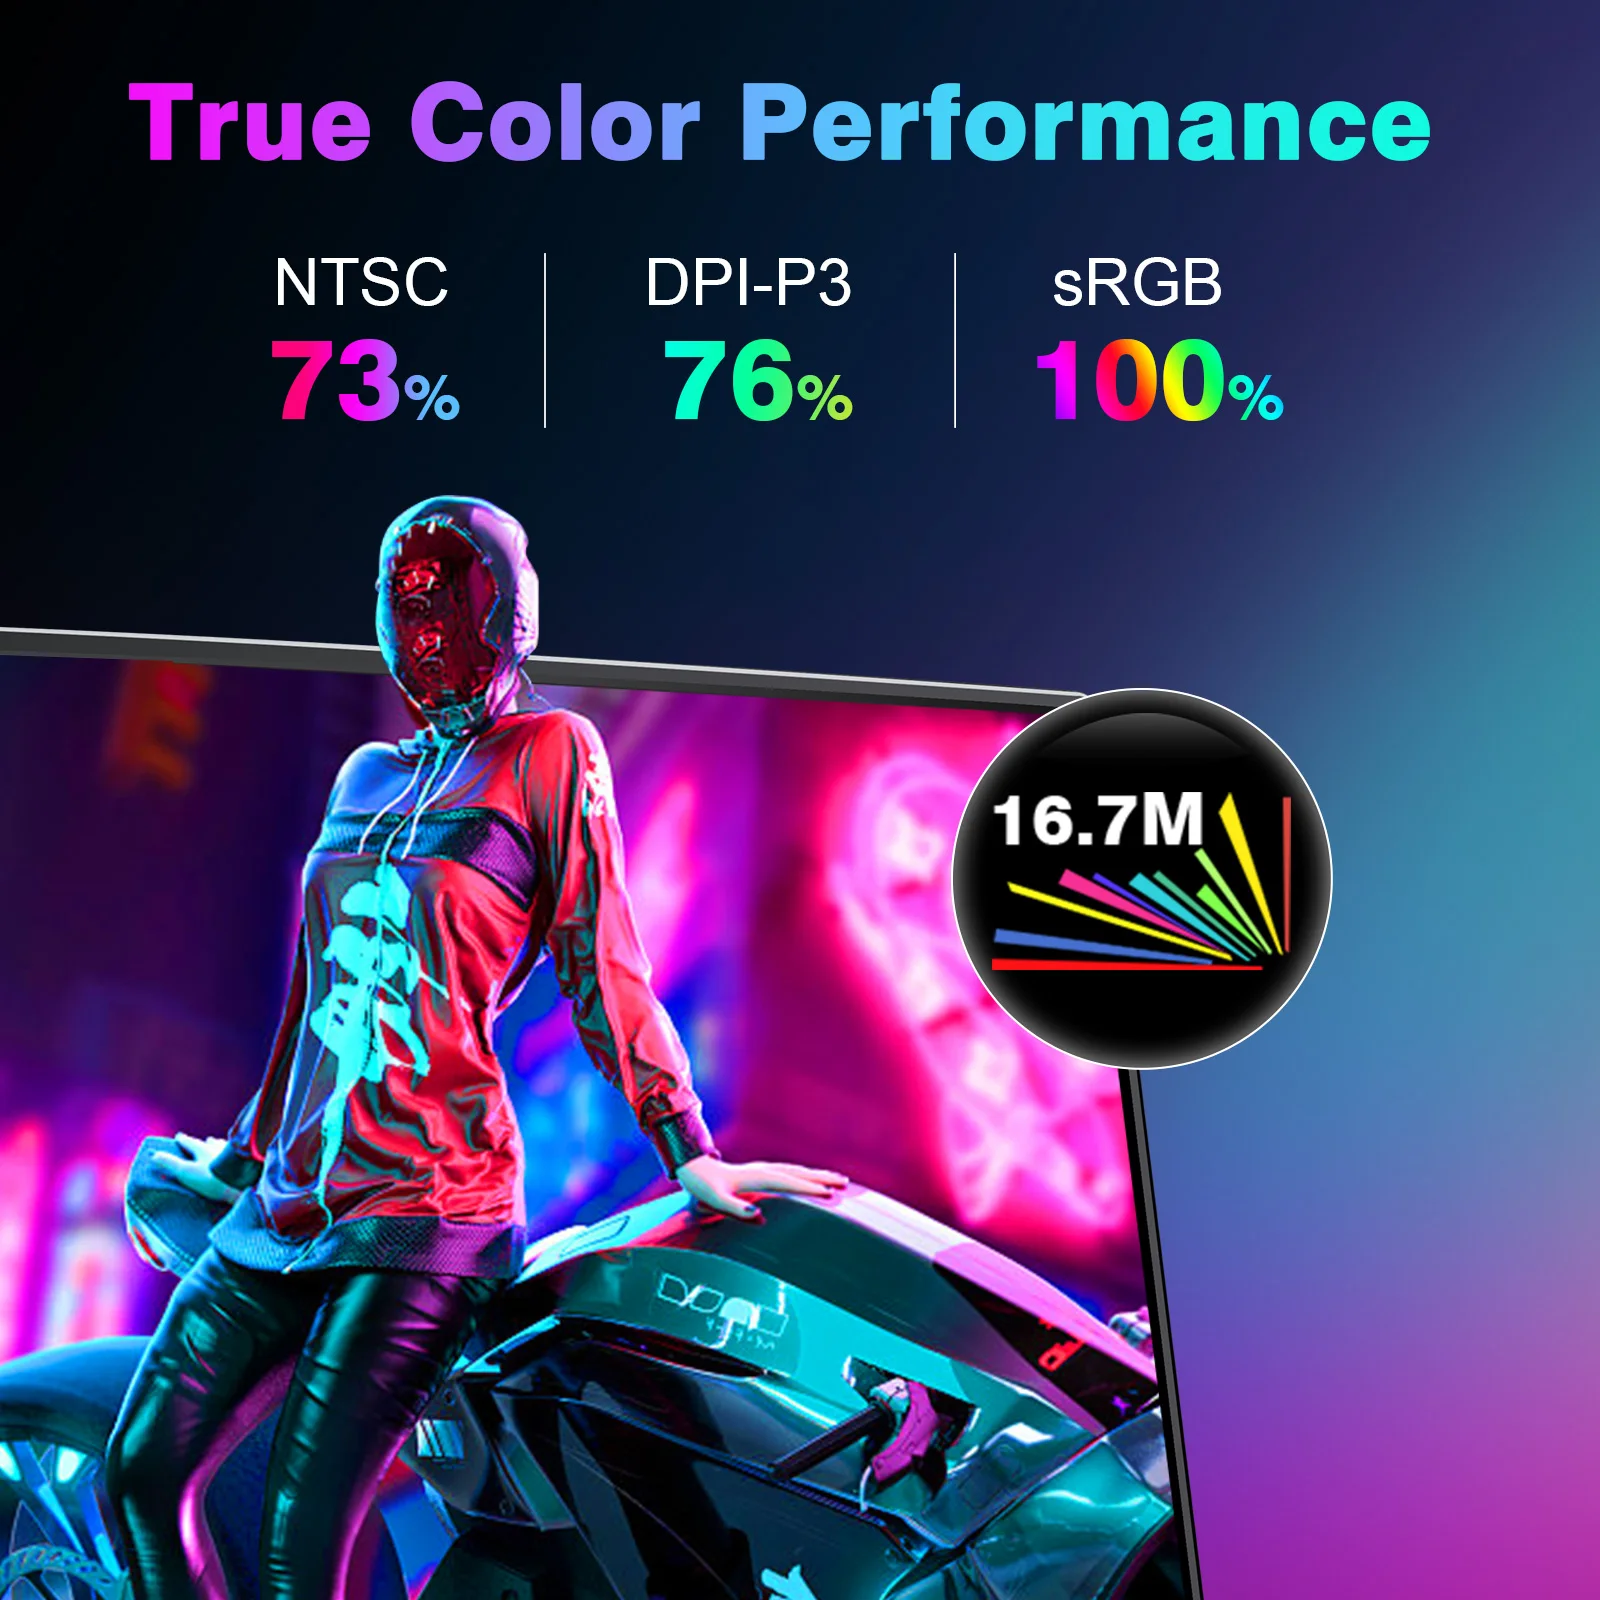 True Color Performance
NTSC
73%
DPI-P3
76%
sRGB
100%
16.7M